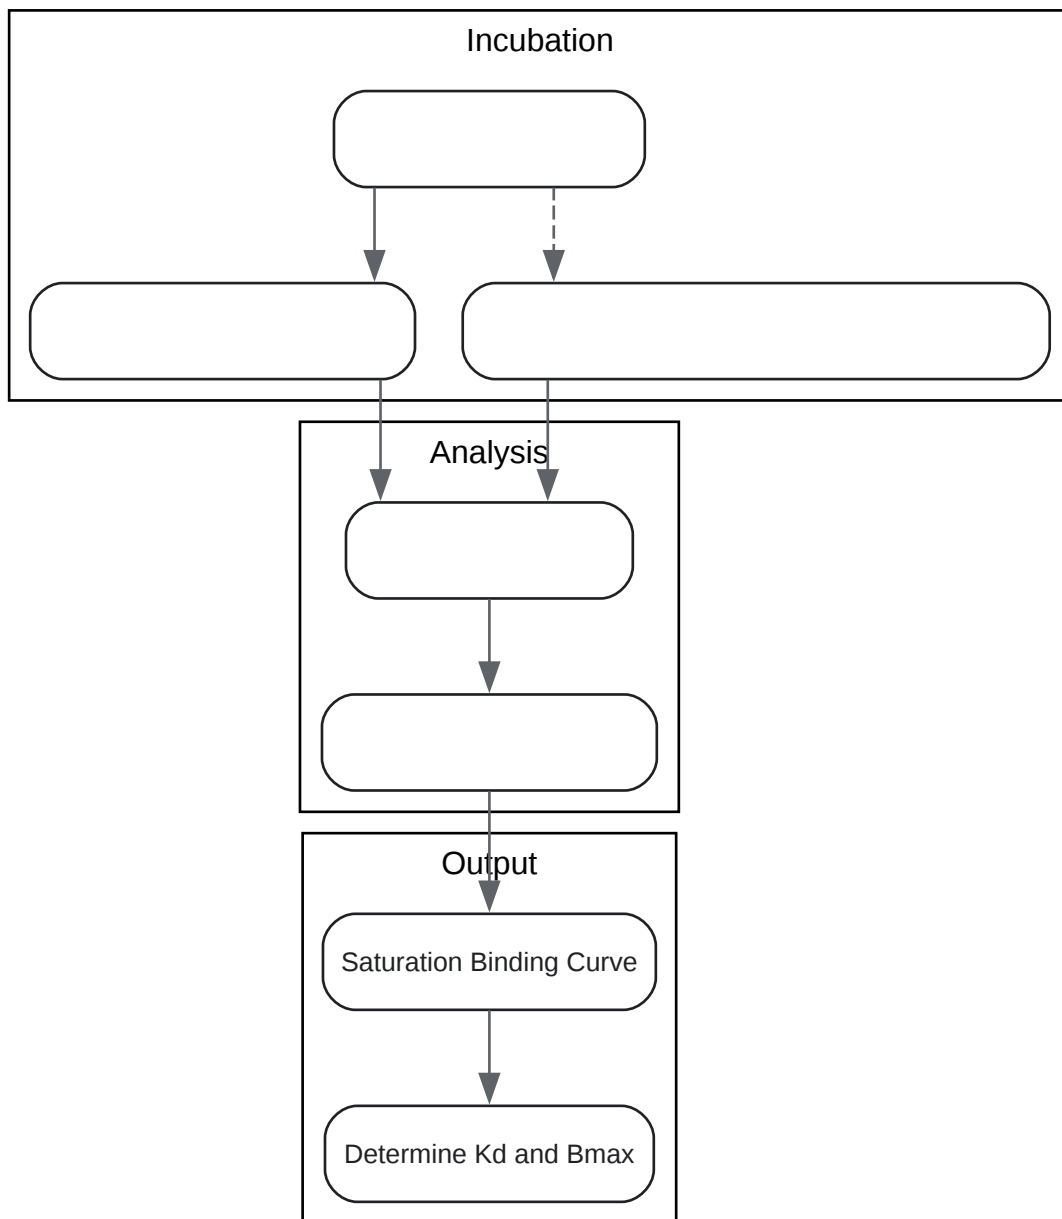 Incubation
Analysis
Output
Saturation Binding Curve
Determine Kd and Bmax